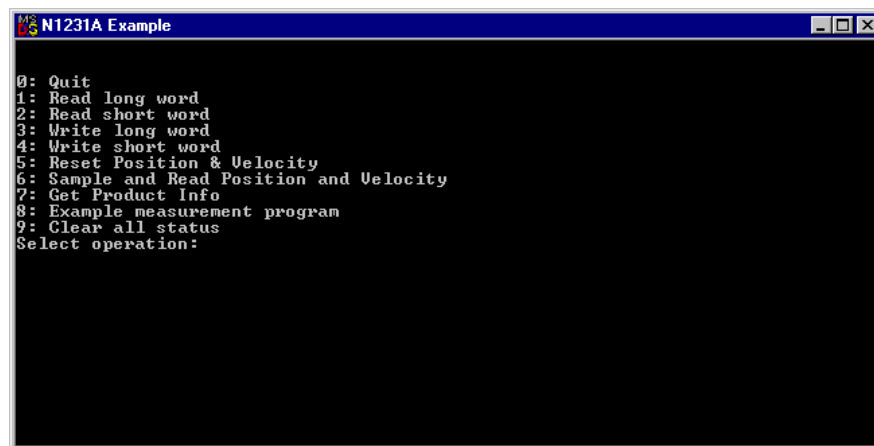 N1231A Example
0: Quit
1: Read long word
2: Read short word
3: Write long word
4: Write short word
5: Reset Position & Velocity
6: Sample and Read Position and Velocity
7: Get Product Info
8: Example measurement program
9: Clear all status
Select operation: